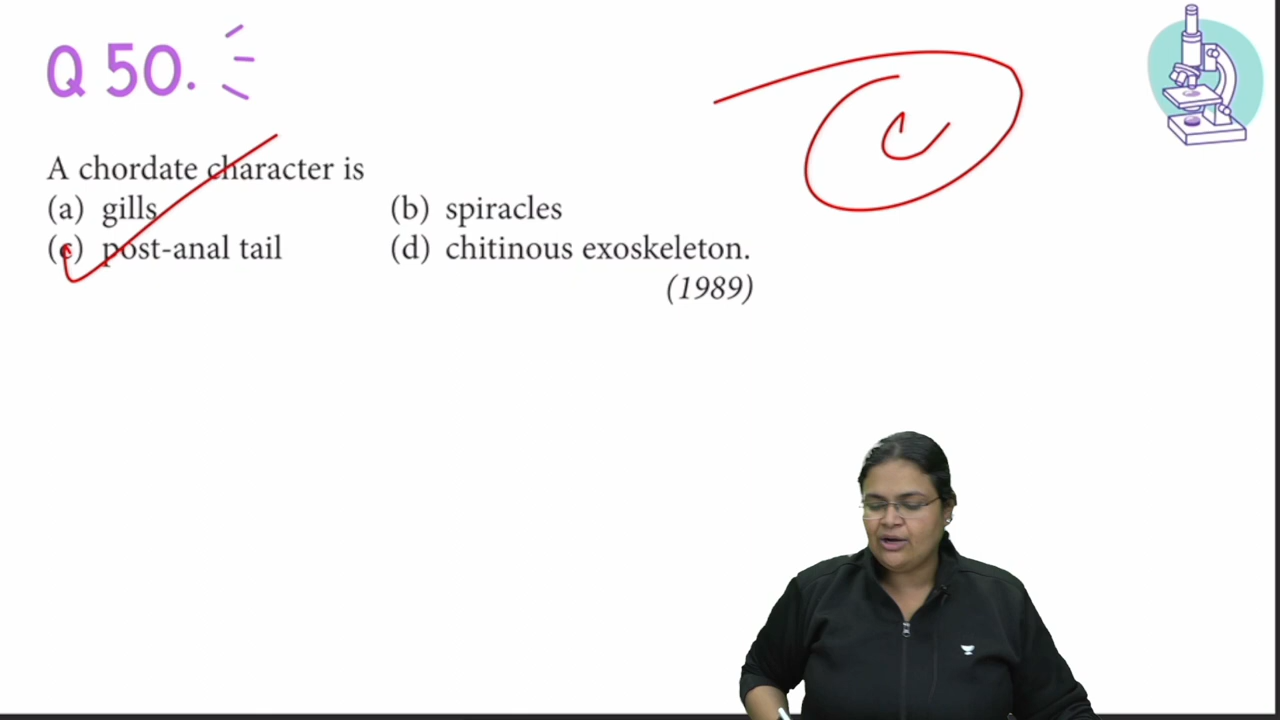 Q 50.
A chordate character is
(a) gills
(b) spiracles
(c) post-anal tail
(d) chitinous exoskeleton.
(1989)